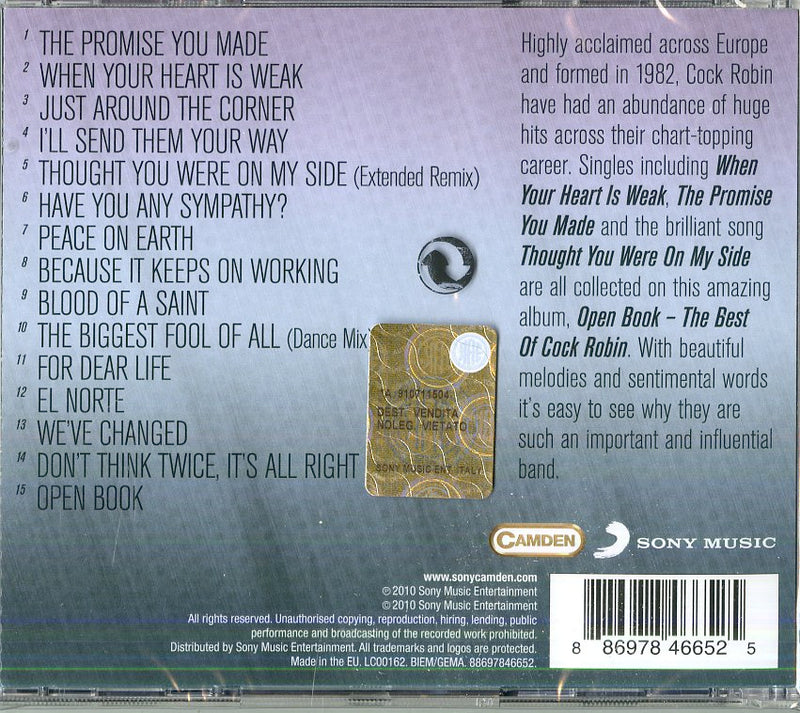 1 THE PROMISE YOU MADE
2 WHEN YOUR HEART IS WEAK
3 JUST AROUND THE CORNER
4 I'LL SEND THEM YOUR WAY
5 THOUGHT YOU WERE ON MY SIDE (Extended Remix)
6 HAVE YOU ANY SYMPATHY?
7 PEACE ON EARTH
8 BECAUSE IT KEEPS ON WORKING
9 BLOOD OF A SAINT
10 THE BIGGEST FOOL OF ALL (Dance Mix
11 FOR DEAR LIFE
12 EL NORTE
13 WE'VE CHANGED
14 DON'T THINK TWICE, IT'S ALL RIGHT
15 OPEN BOOK
Highly acclaimed across Europe
and formed in 1982, Cock Robin
have had an abundance of huge
hits across their chart-topping
career. Singles including When
Your Heart Is Weak, The Promise
You Made and the brilliant song
Thought You Were On My Side
are all collected on this amazing
album, Open Book – The Best
Of Cock Robin. With beautiful
melodies and sentimental words
it's easy to see why they are
such an important and influential
band.
1A 910711504
DEST. VENDITA
NOLEG. VIETATO
SONY MUSIC ENT. ITALY
CAMDEN
SONY MUSIC
www.sonycamden.com
℗ 2010 Sony Music Entertainment
© 2010 Sony Music Entertainment
All rights reserved. Unauthorised copying, reproduction, hiring, lending, public
performance and broadcasting of the recorded work prohibited.
Distributed by Sony Music Entertainment. All trademarks and logos are protected.
Made in the EU. LC00162. BIEM/GEMA. 88697846652.
8 86978 46652 5